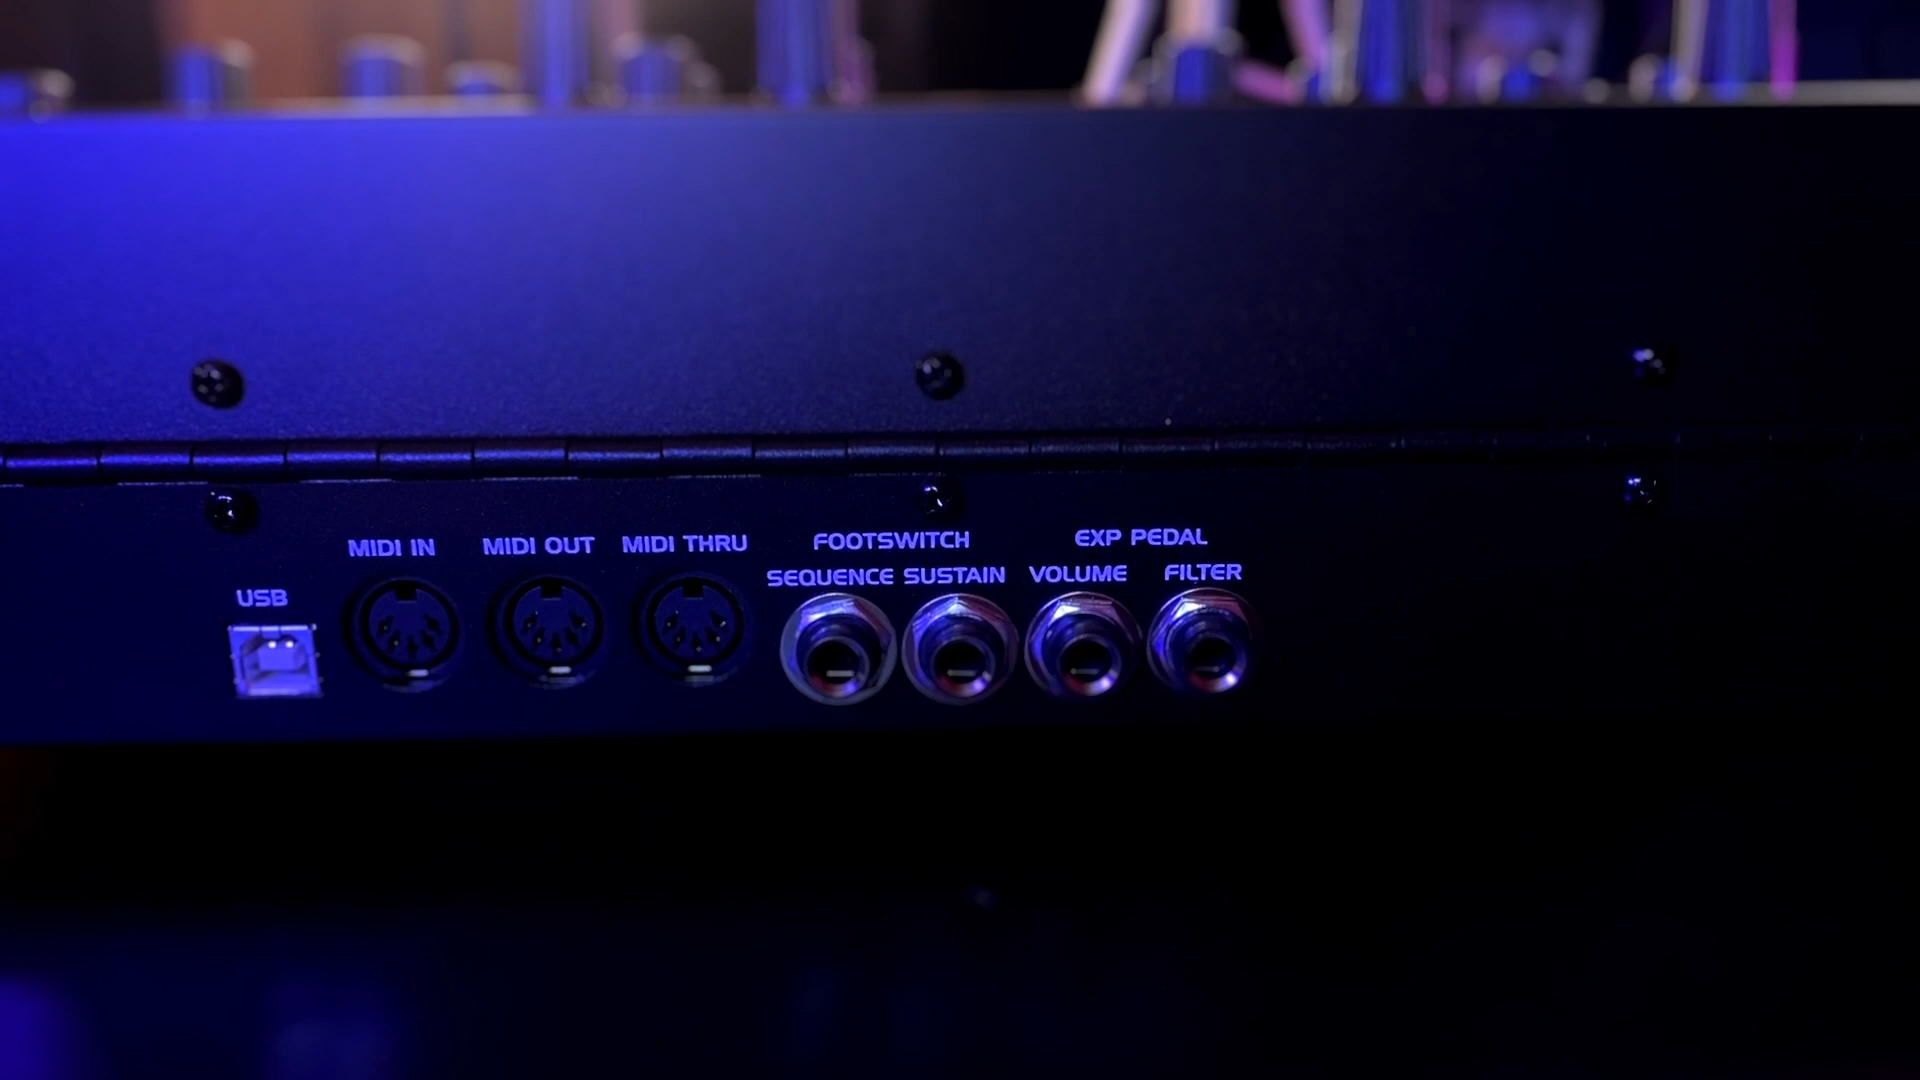 MIDI IN
MIDI OUT
MIDI THRU
FOOTSWITCH
EXP PEDAL
SEQUENCE
SUSTAIN
VOLUME
FILTER
USB